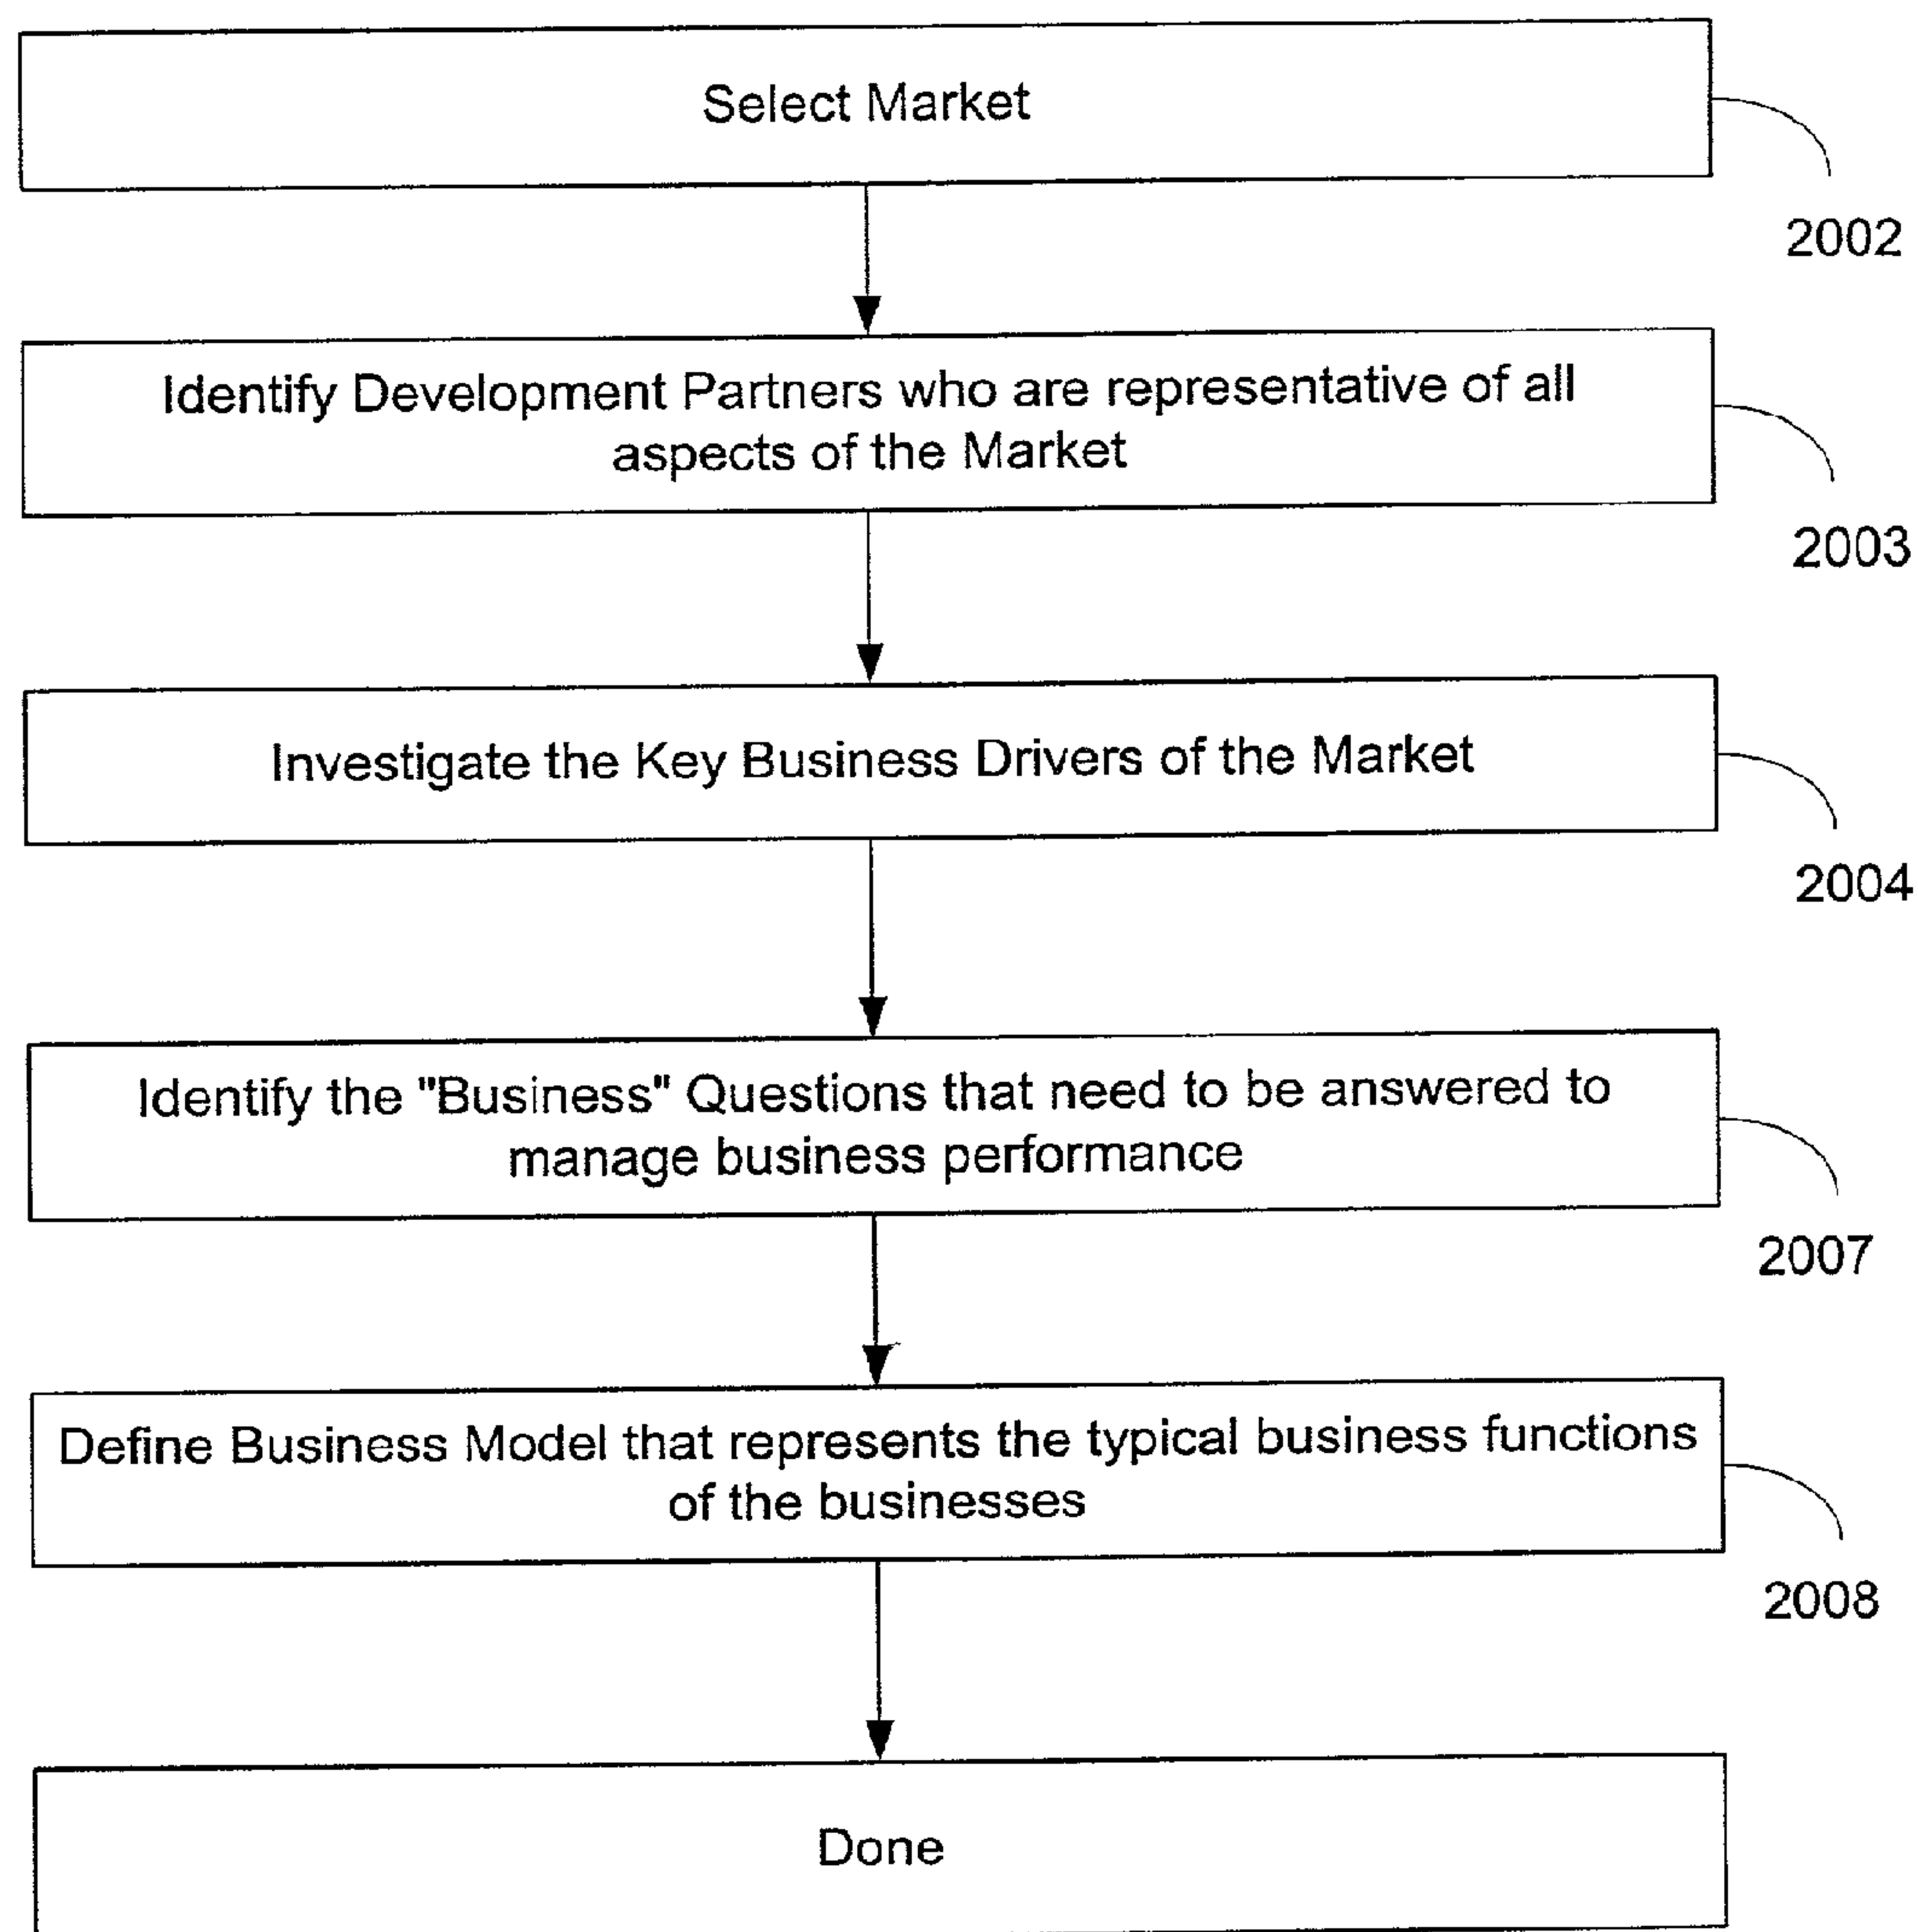 Select Market
2002
Identify Development Partners who are representative of all
aspects of the Market
2003
Investigate the Key Business Drivers of the Market
2004
Identify the "Business" Questions that need to be answered to
manage business performance
2007
Define Business Model that represents the typical business functions
of the businesses
2008
Done